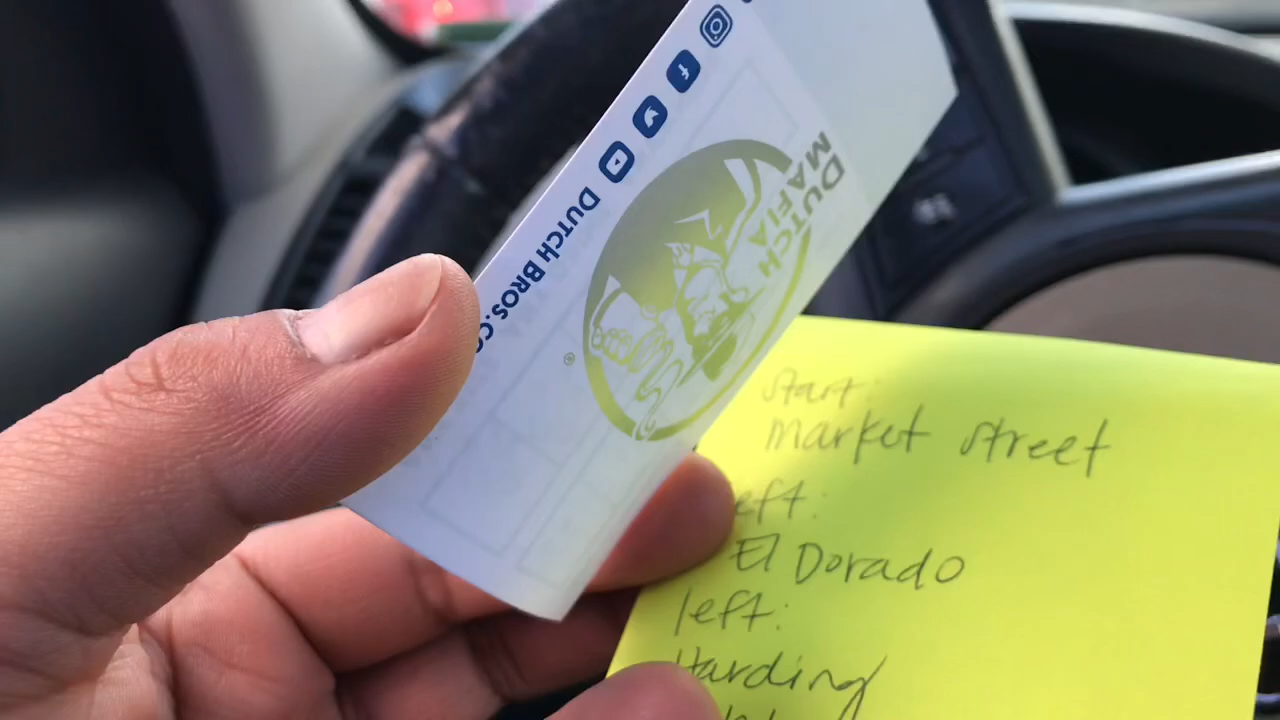 DUTCH
MAFIA
®
DUTCH BROS.C
start:
market street
eft:
El Dorado
left:
Harding